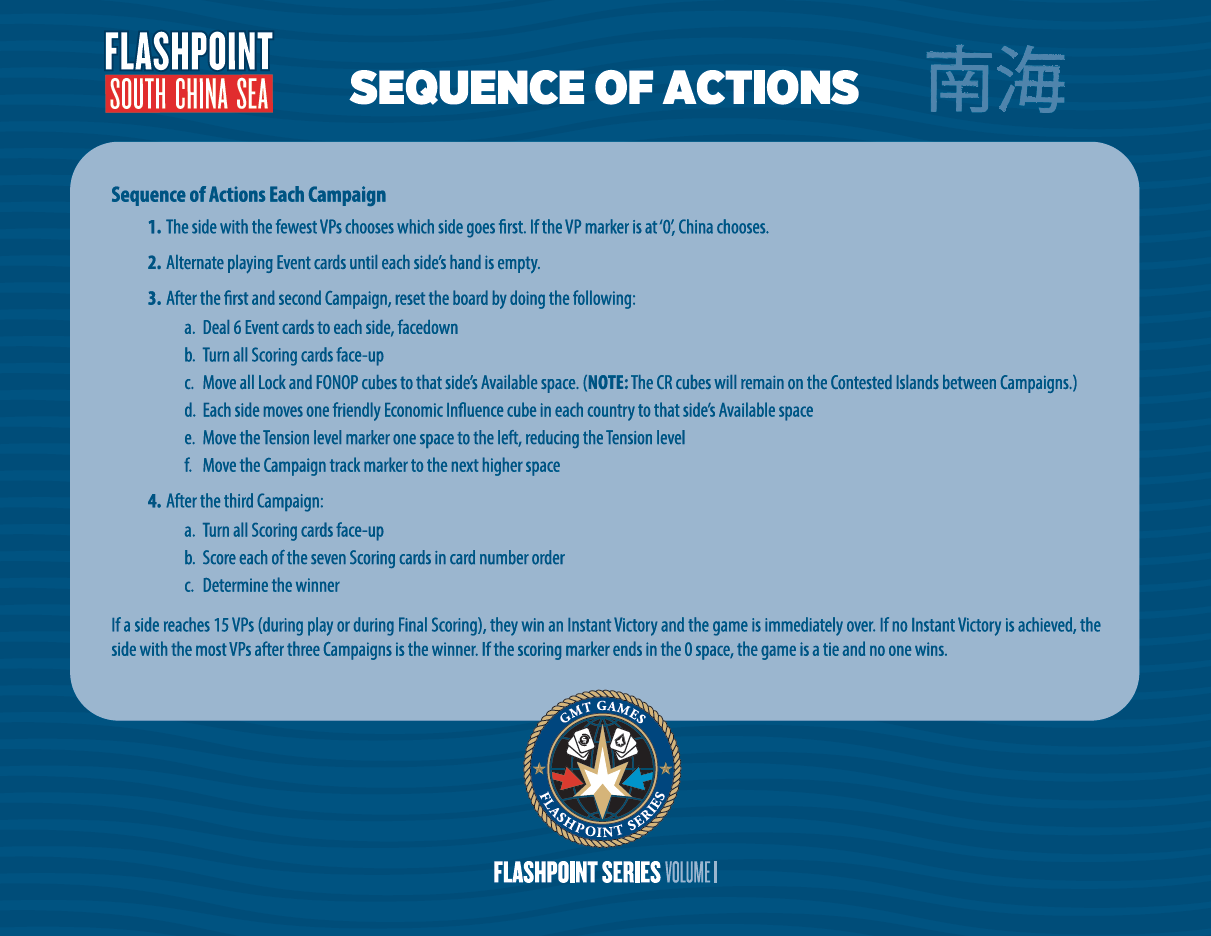 FLASHPOINT
SOUTH CHINA SEA
SEQUENCE OF ACTIONS
南海
Sequence of Actions Each Campaign
1. The side with the fewest VPs chooses which side goes first. If the VP marker is at ‘0’, China chooses.
2. Alternate playing Event cards until each side’s hand is empty.
3. After the first and second Campaign, reset the board by doing the following:
a. Deal 6 Event cards to each side, facedown
b. Turn all Scoring cards face-up
c. Move all Lock and FONOP cubes to that side’s Available space. (NOTE: The CR cubes will remain on the Contested Islands between Campaigns.)
d. Each side moves one friendly Economic Influence cube in each country to that side’s Available space
e. Move the Tension level marker one space to the left, reducing the Tension level
f. Move the Campaign track marker to the next higher space
4. After the third Campaign:
a. Turn all Scoring cards face-up
b. Score each of the seven Scoring cards in card number order
c. Determine the winner
If a side reaches 15 VPs (during play or during Final Scoring), they win an Instant Victory and the game is immediately over. If no Instant Victory is achieved, the
side with the most VPs after three Campaigns is the winner. If the scoring marker ends in the 0 space, the game is a tie and no one wins.
GMT GAMES
FLASHPOINT SERIES
FLASHPOINT SERIES VOLUME I